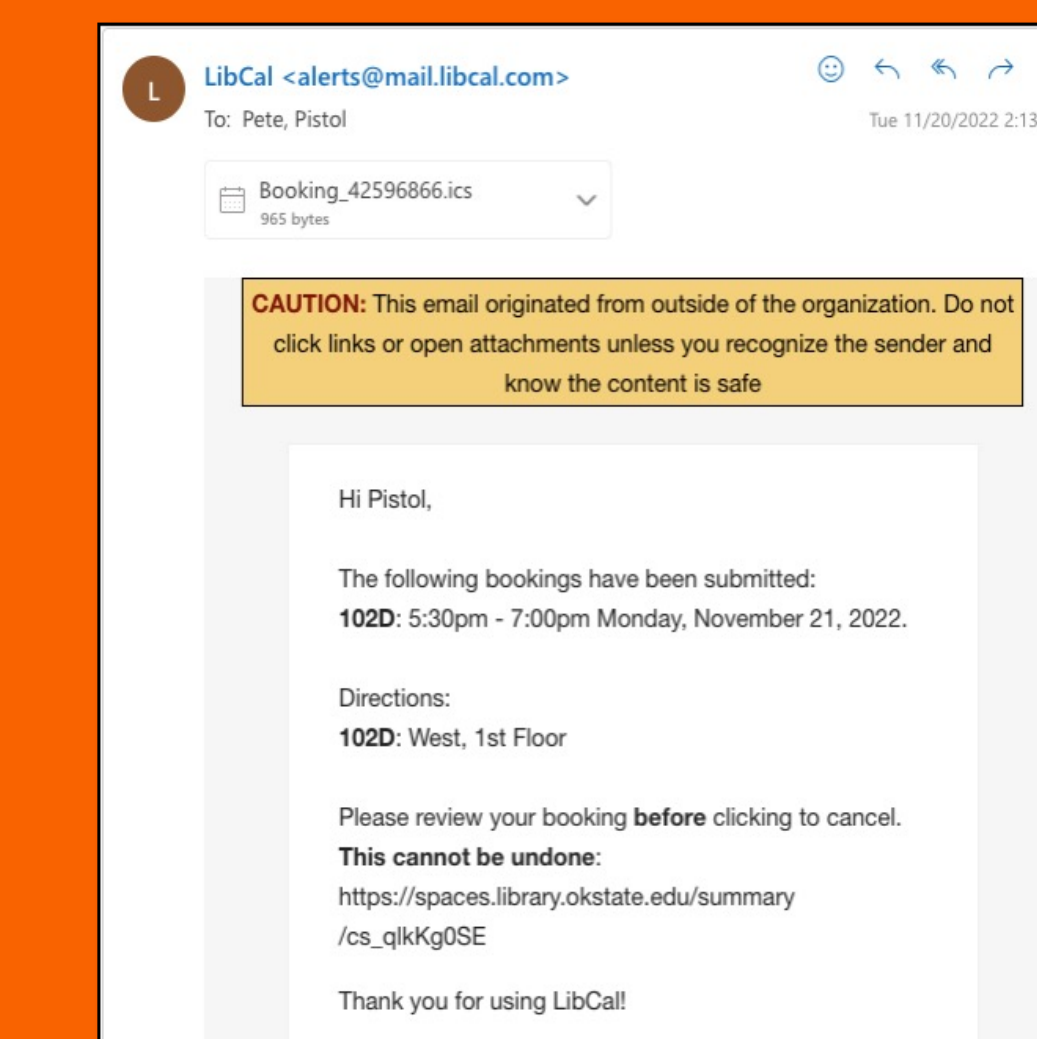 L
LibCal <alerts@mail.libcal.com>
To: Pete, Pistol
Tue 11/20/2022 2:13
Booking_42596866.ics
965 bytes
CAUTION: This email originated from outside of the organization. Do not
click links or open attachments unless you recognize the sender and
know the content is safe
Hi Pistol,
The following bookings have been submitted:
102D: 5:30pm - 7:00pm Monday, November 21, 2022.
Directions:
102D: West, 1st Floor
Please review your booking before clicking to cancel.
This cannot be undone:
https://spaces.library.okstate.edu/summary
/cs_qlkKg0SE
Thank you for using LibCal!